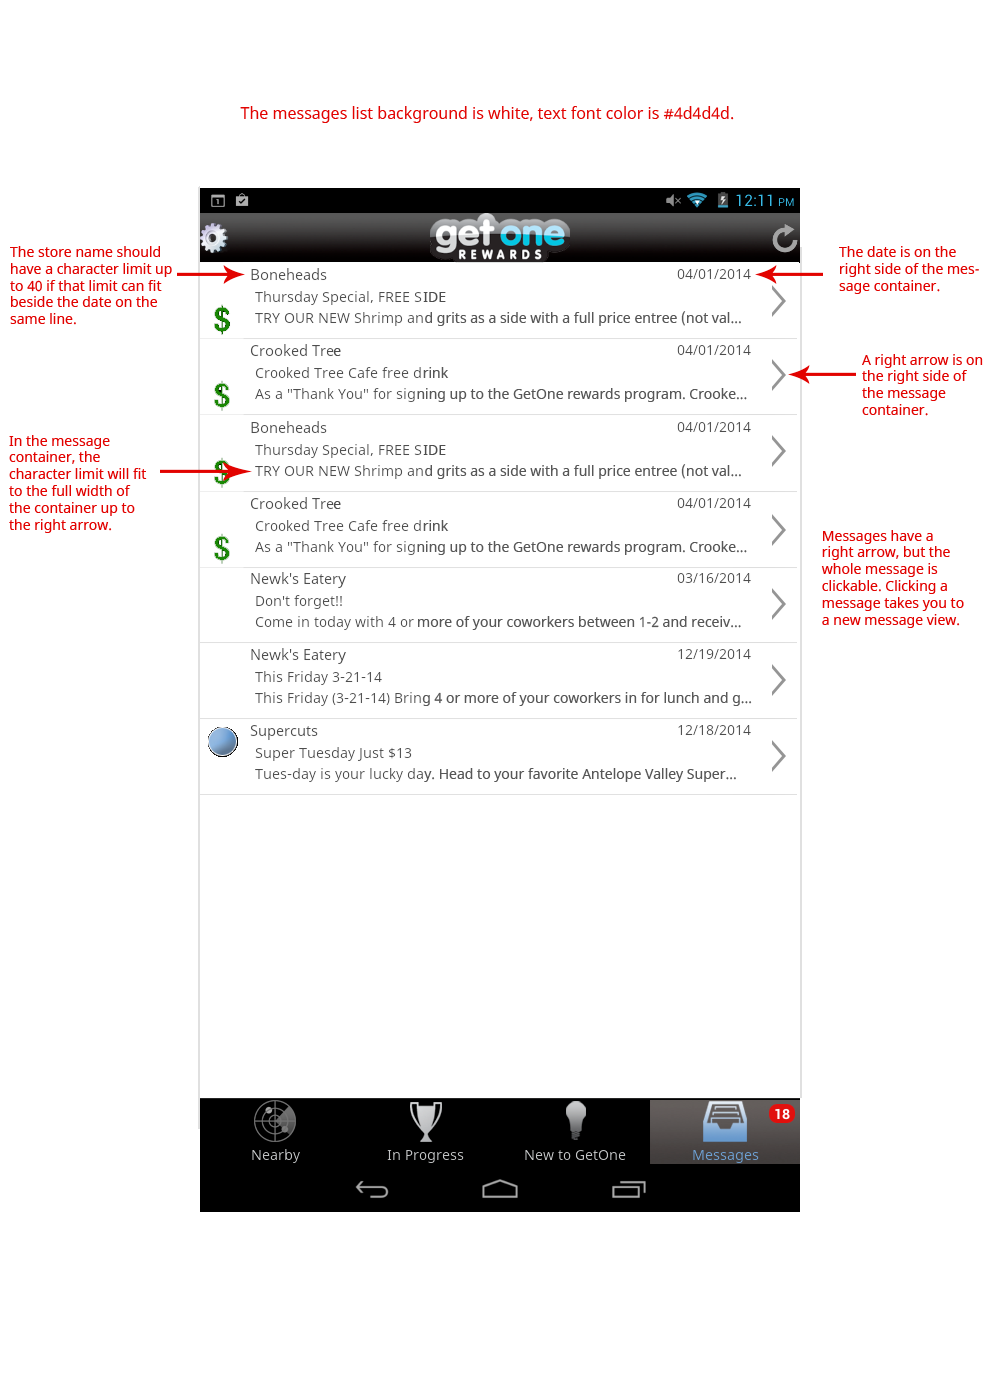 The messages list background is white, text font color is #4d4d4d.
1
12:11 PM
get one
REWARDS
The store name should
have a character limit up
to 40 if that limit can fit
beside the date on the
same line.
Boneheads 04/01/2014
Thursday Special, FREE SIDE
$
TRY OUR NEW Shrimp and grits as a side with a full price entree (not val...
The date is on the
right side of the mes-
sage container.
Crooked Tree 04/01/2014
Crooked Tree Cafe free drink
$
As a "Thank You" for signing up to the GetOne rewards program. Crooke...
A right arrow is on
the right side of
the message
container.
In the message
container, the
character limit will fit
to the full width of
the container up to
the right arrow.
Boneheads 04/01/2014
Thursday Special, FREE SIDE
$
TRY OUR NEW Shrimp and grits as a side with a full price entree (not val...
Crooked Tree 04/01/2014
Crooked Tree Cafe free drink
$
As a "Thank You" for signing up to the GetOne rewards program. Crooke...
Messages have a
right arrow, but the
whole message is
clickable. Clicking a
message takes you to
a new message view.
Newk's Eatery 03/16/2014
Don't forget!!
Come in today with 4 or more of your coworkers between 1-2 and receiv...
Newk's Eatery 12/19/2014
This Friday 3-21-14
This Friday (3-21-14) Bring 4 or more of your coworkers in for lunch and g...
Supercuts 12/18/2014
Super Tuesday Just $13
Tues-day is your lucky day. Head to your favorite Antelope Valley Super...
18
Nearby In Progress New to GetOne Messages